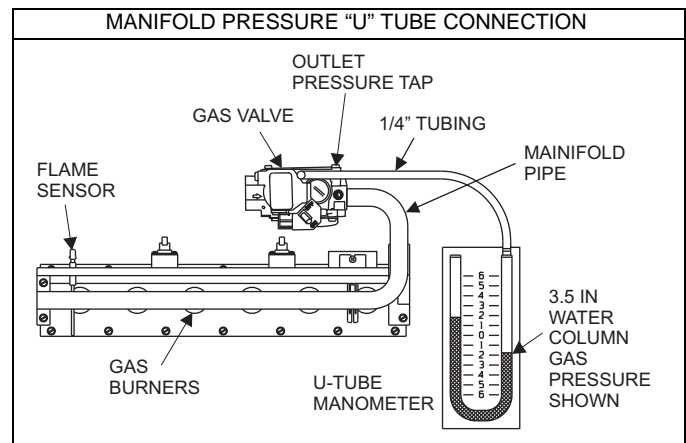 MANIFOLD PRESSURE “U” TUBE CONNECTION
OUTLET
PRESSURE TAP
GAS VALVE
1/4” TUBING
FLAME
SENSOR
MAINIFOLD
PIPE
6
5
4
3
2
1
0
1
2
3
4
5
6
3.5 IN
WATER
COLUMN
GAS
PRESSURE
SHOWN
GAS
BURNERS
U-TUBE
MANOMETER